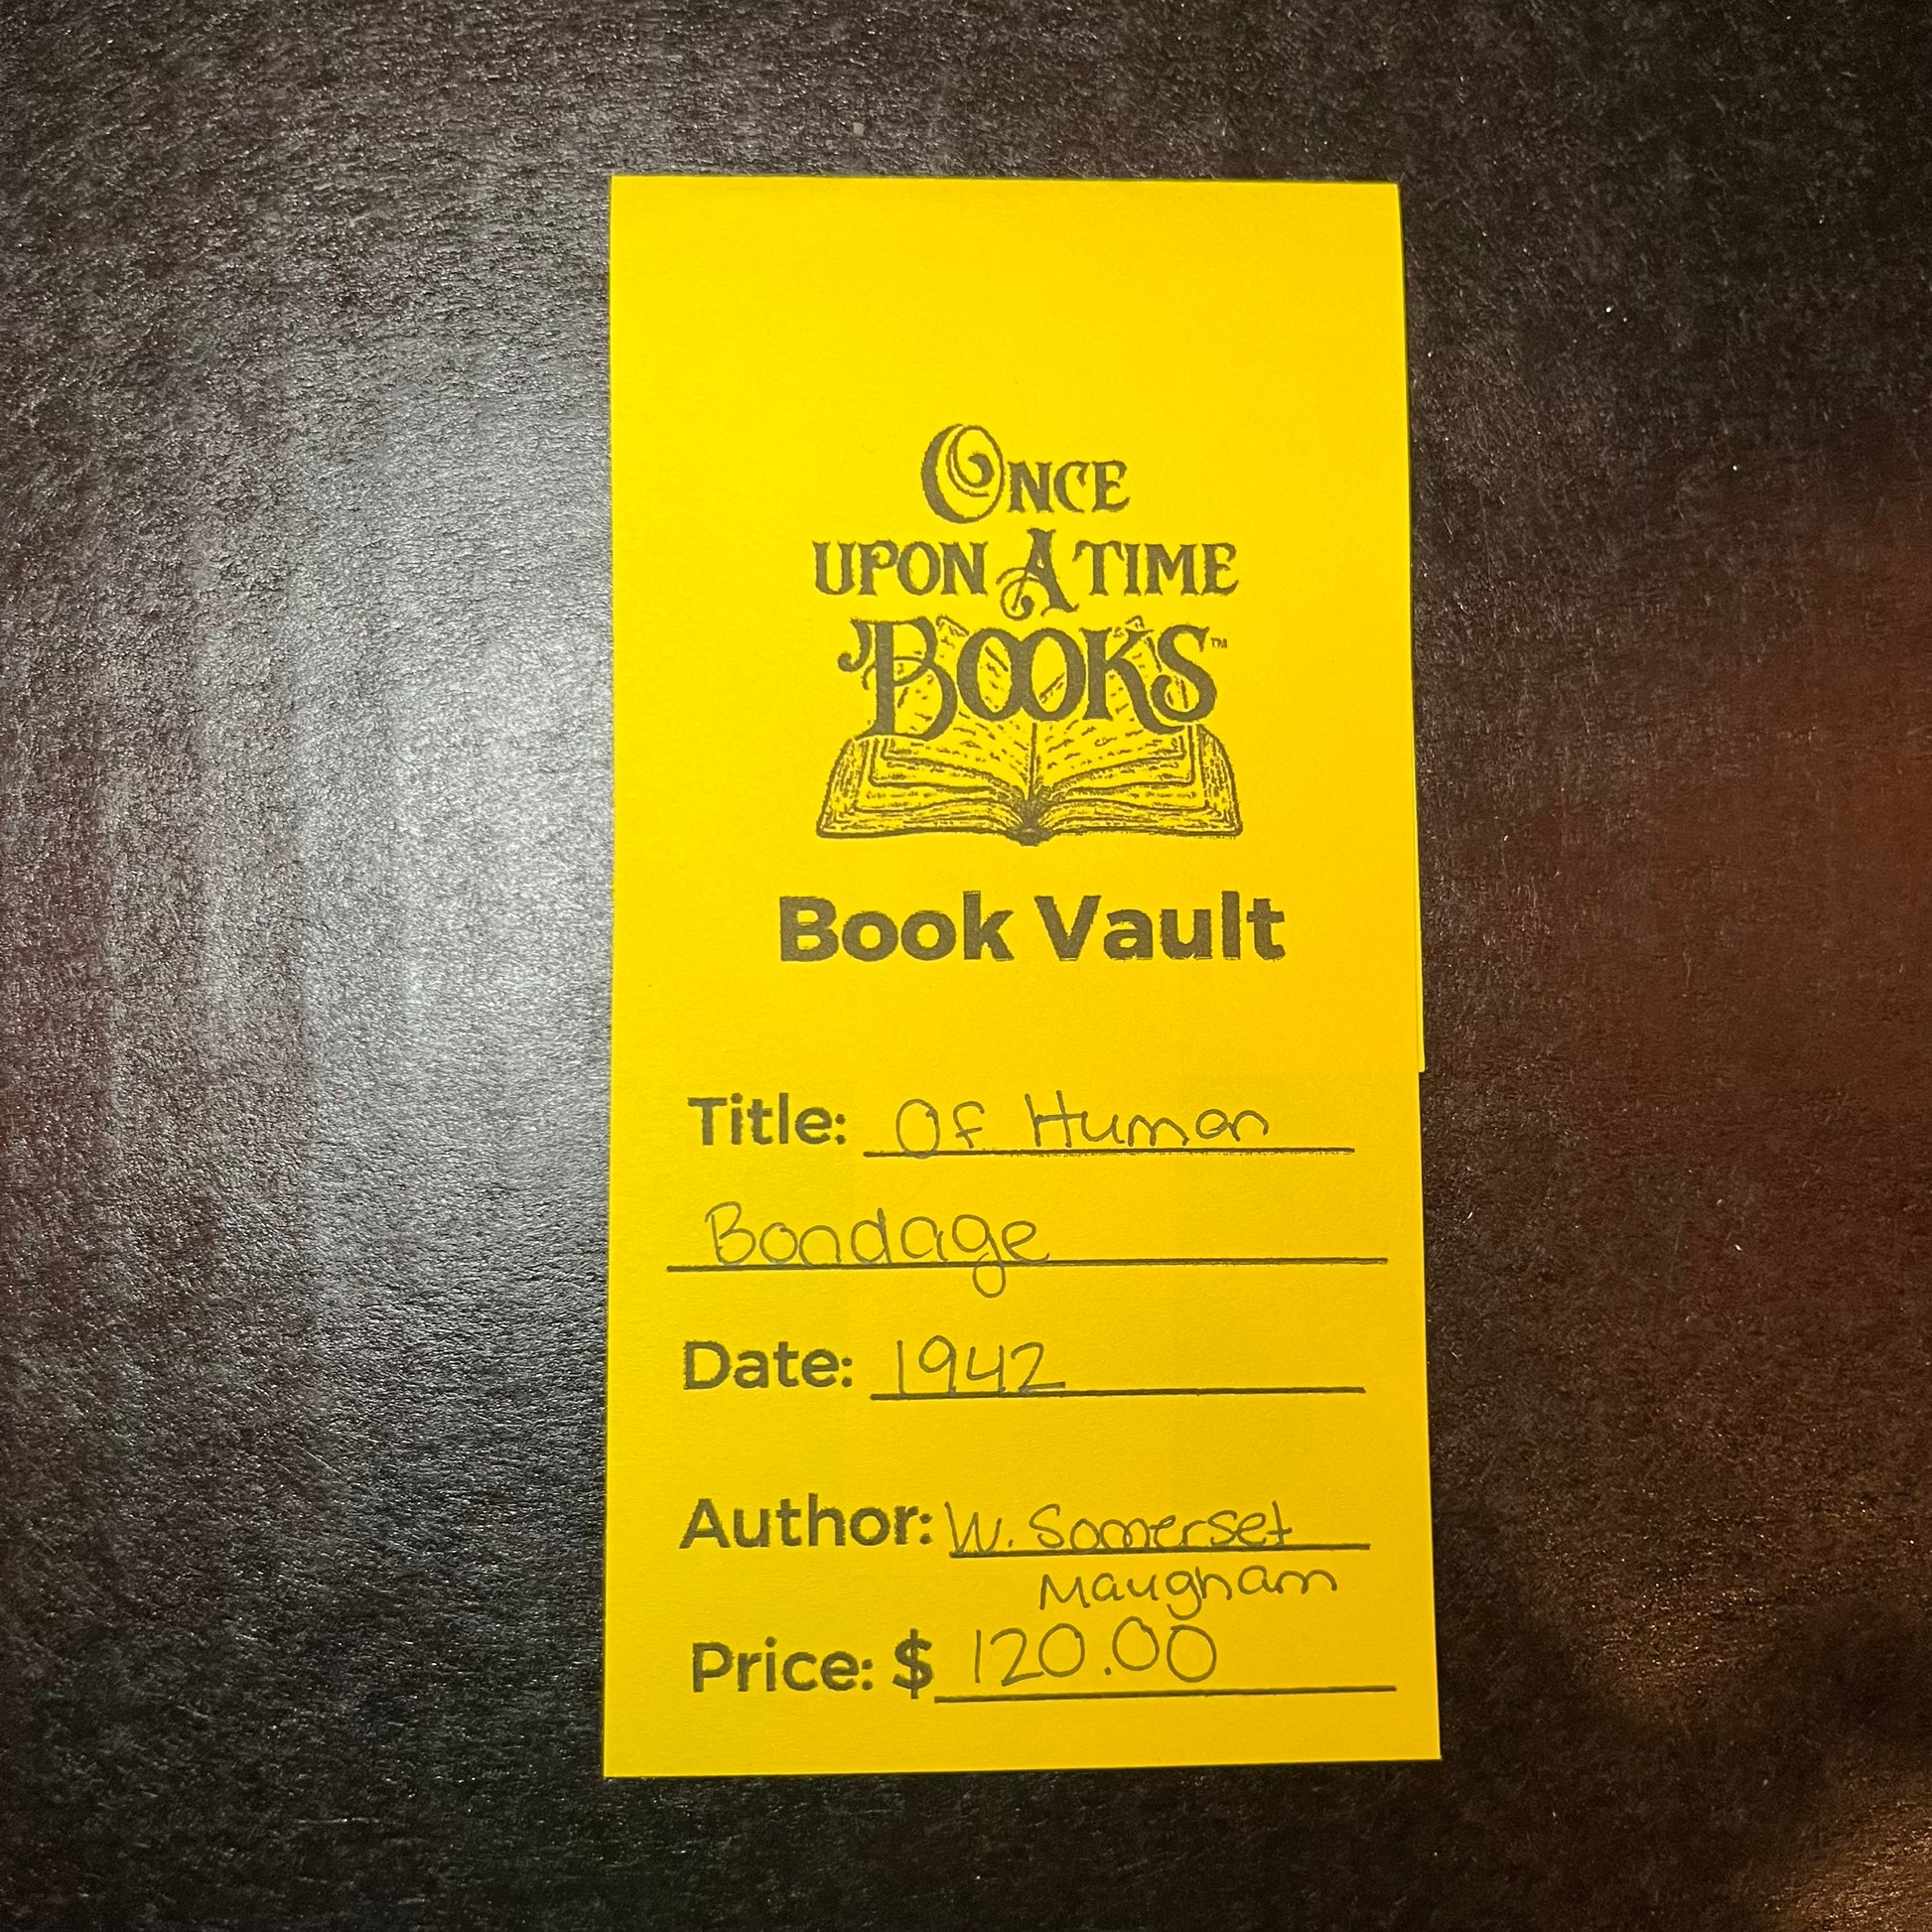 Once
upon A time
Books™
Book Vault
Title: Of Human
Bondage
Date: 1942
Author: W. Somerset
Maugham
Price: $ 120.00